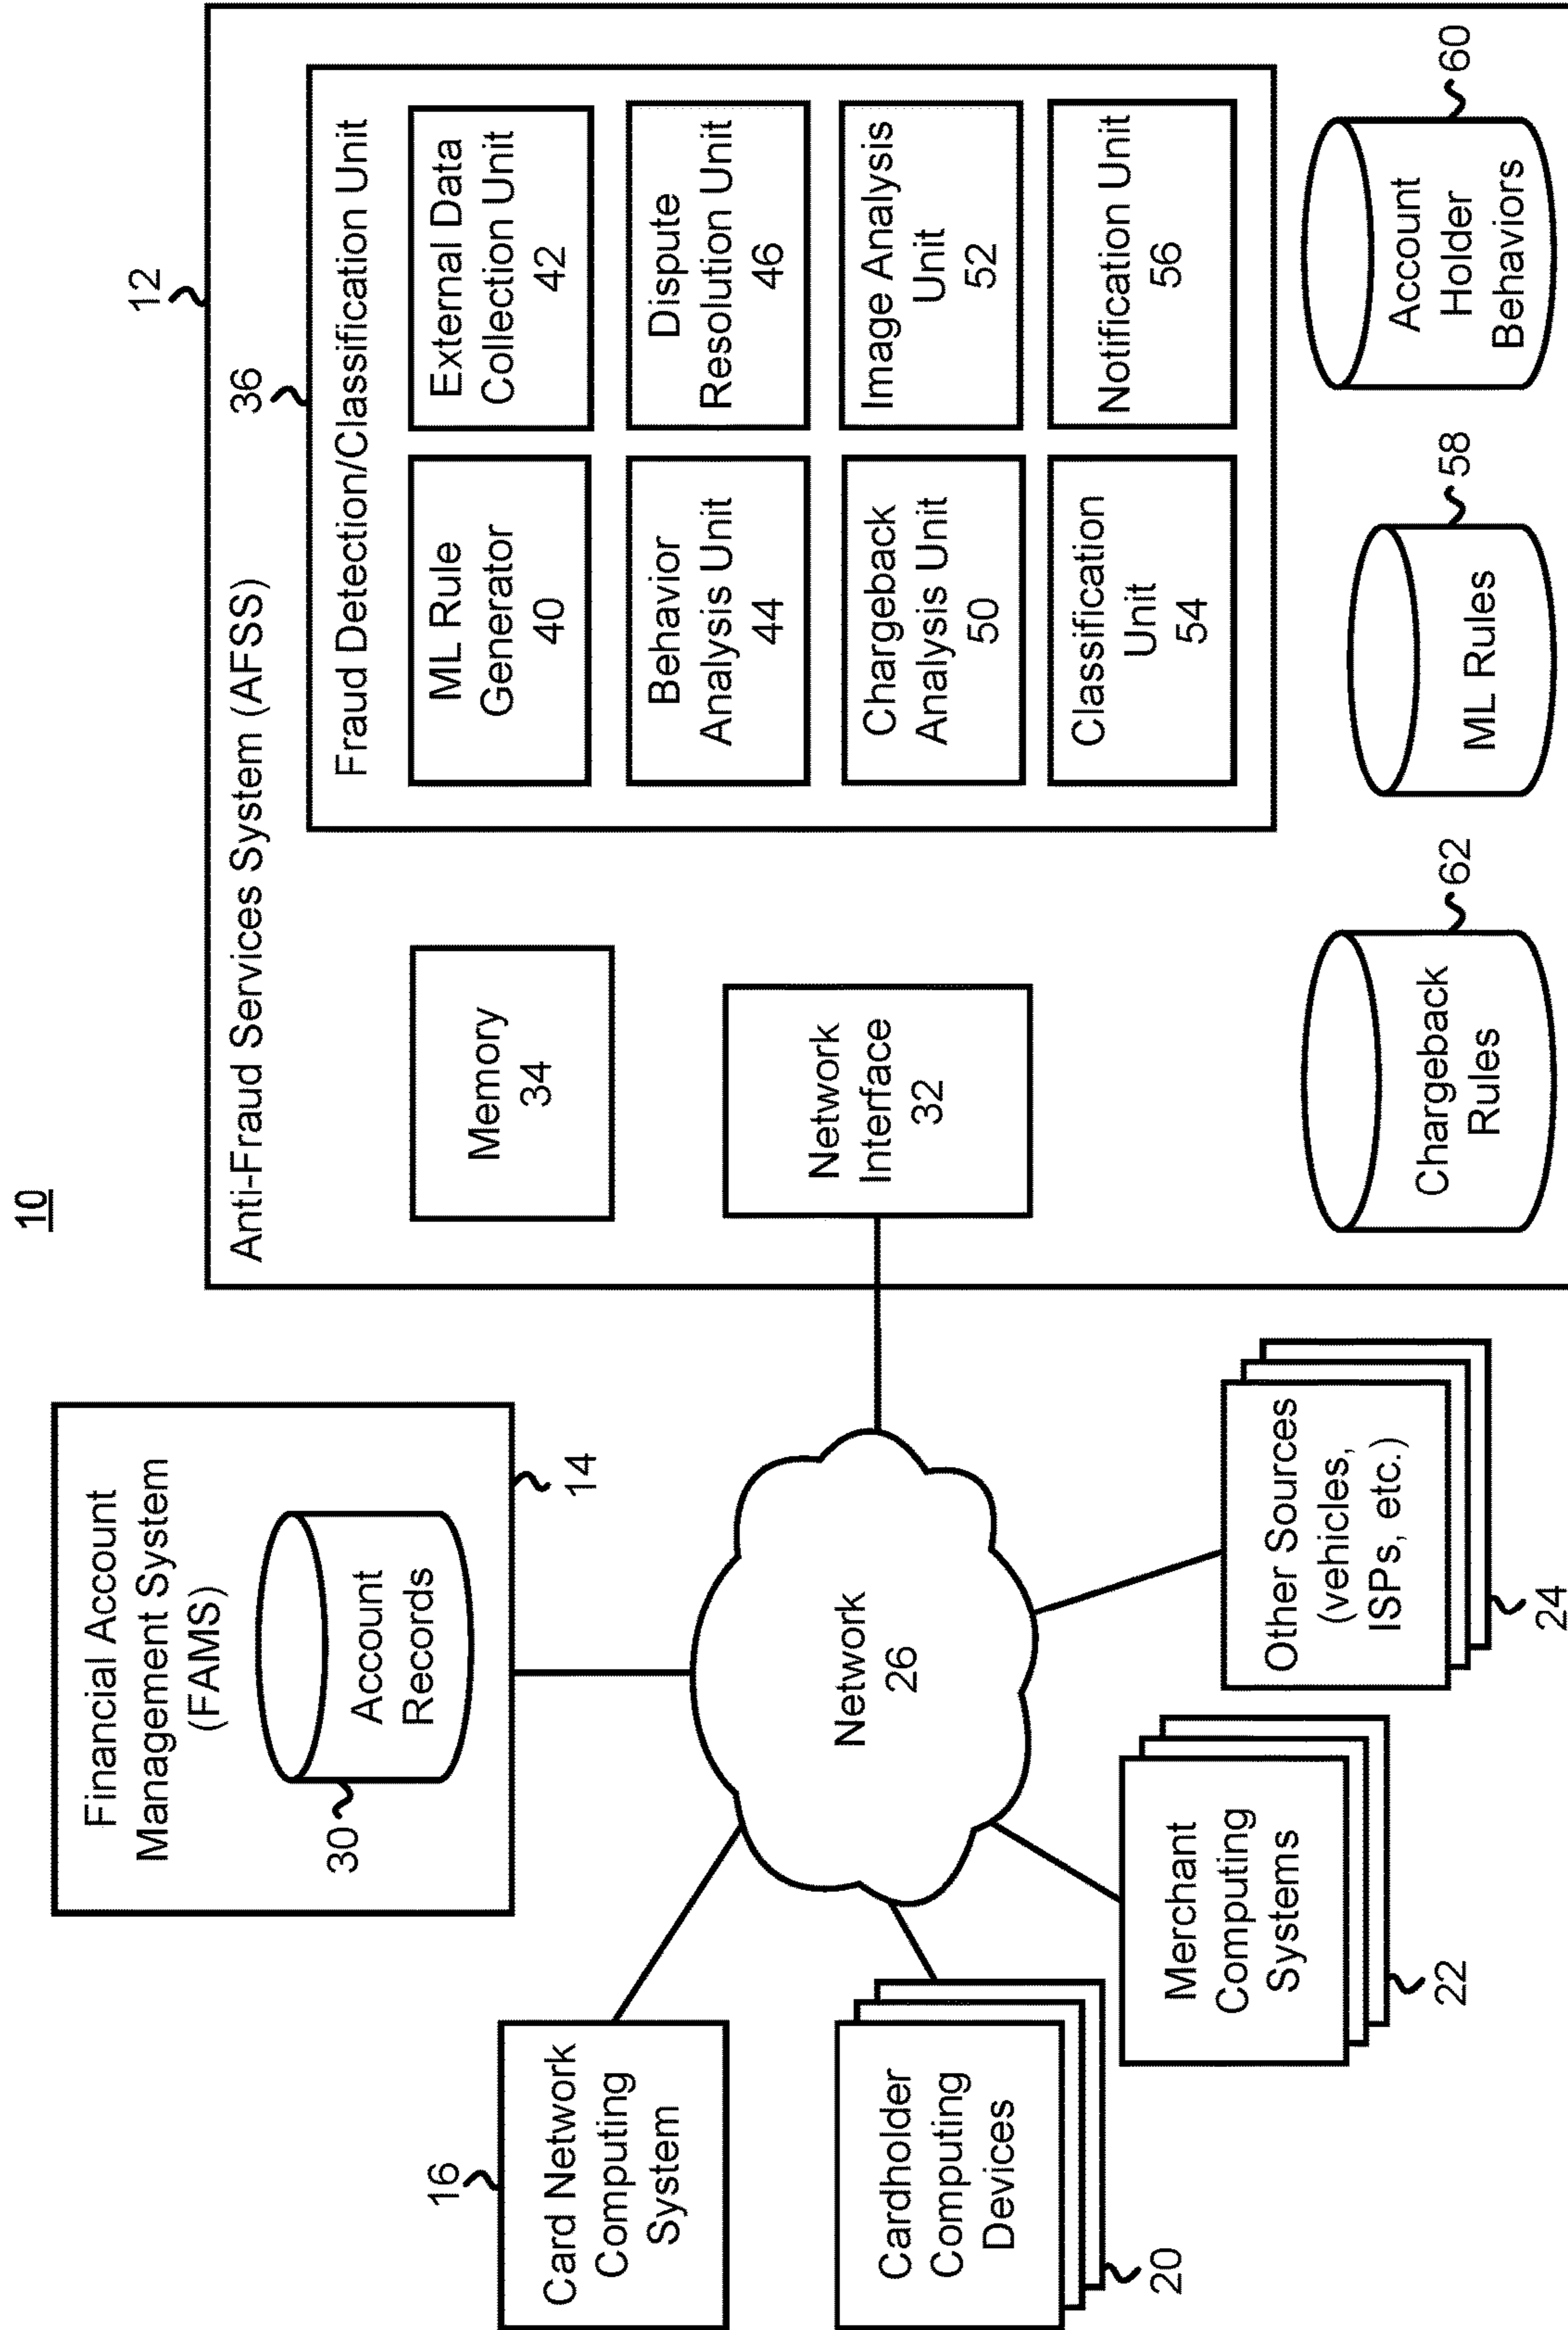 10
12
Anti-Fraud Services System (AFSS)
36
Fraud Detection/Classification Unit
ML Rule
Generator
40
External Data
Collection Unit
42
Behavior
Analysis Unit
44
Dispute
Resolution Unit
46
Chargeback
Analysis Unit
50
Image Analysis
Unit
52
Classification
Unit
54
Notification Unit
56
Memory
34
Network
Interface
32
Chargeback
Rules
62
ML Rules
58
Account
Holder
Behaviors
60
Financial Account
Management System
(FAMS)
Account
Records
30
14
Network
26
16
Card Network
Computing
System
Cardholder
Computing
Devices
20
Merchant
Computing
Systems
22
Other Sources
(vehicles,
ISPs, etc.)
24